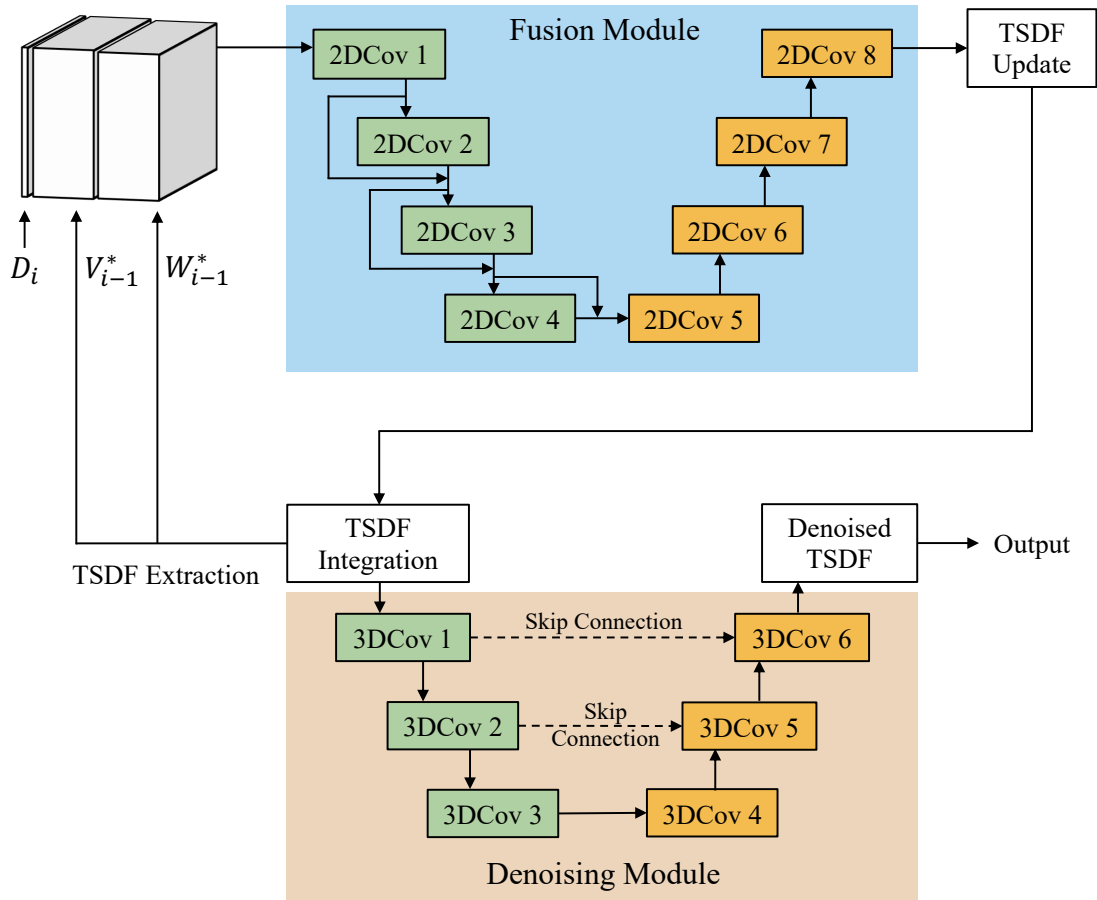 Fusion Module
2DCov 1
2DCov 2
2DCov 3
2DCov 4
2DCov 5
2DCov 6
2DCov 7
2DCov 8
TSDF
Update
D_i
V^*_{i-1}
W^*_{i-1}
TSDF Extraction
TSDF
Integration
Denoised
TSDF
Output
3DCov 1
Skip Connection
3DCov 6
3DCov 2
Skip
Connection
3DCov 5
3DCov 3
3DCov 4
Denoising Module